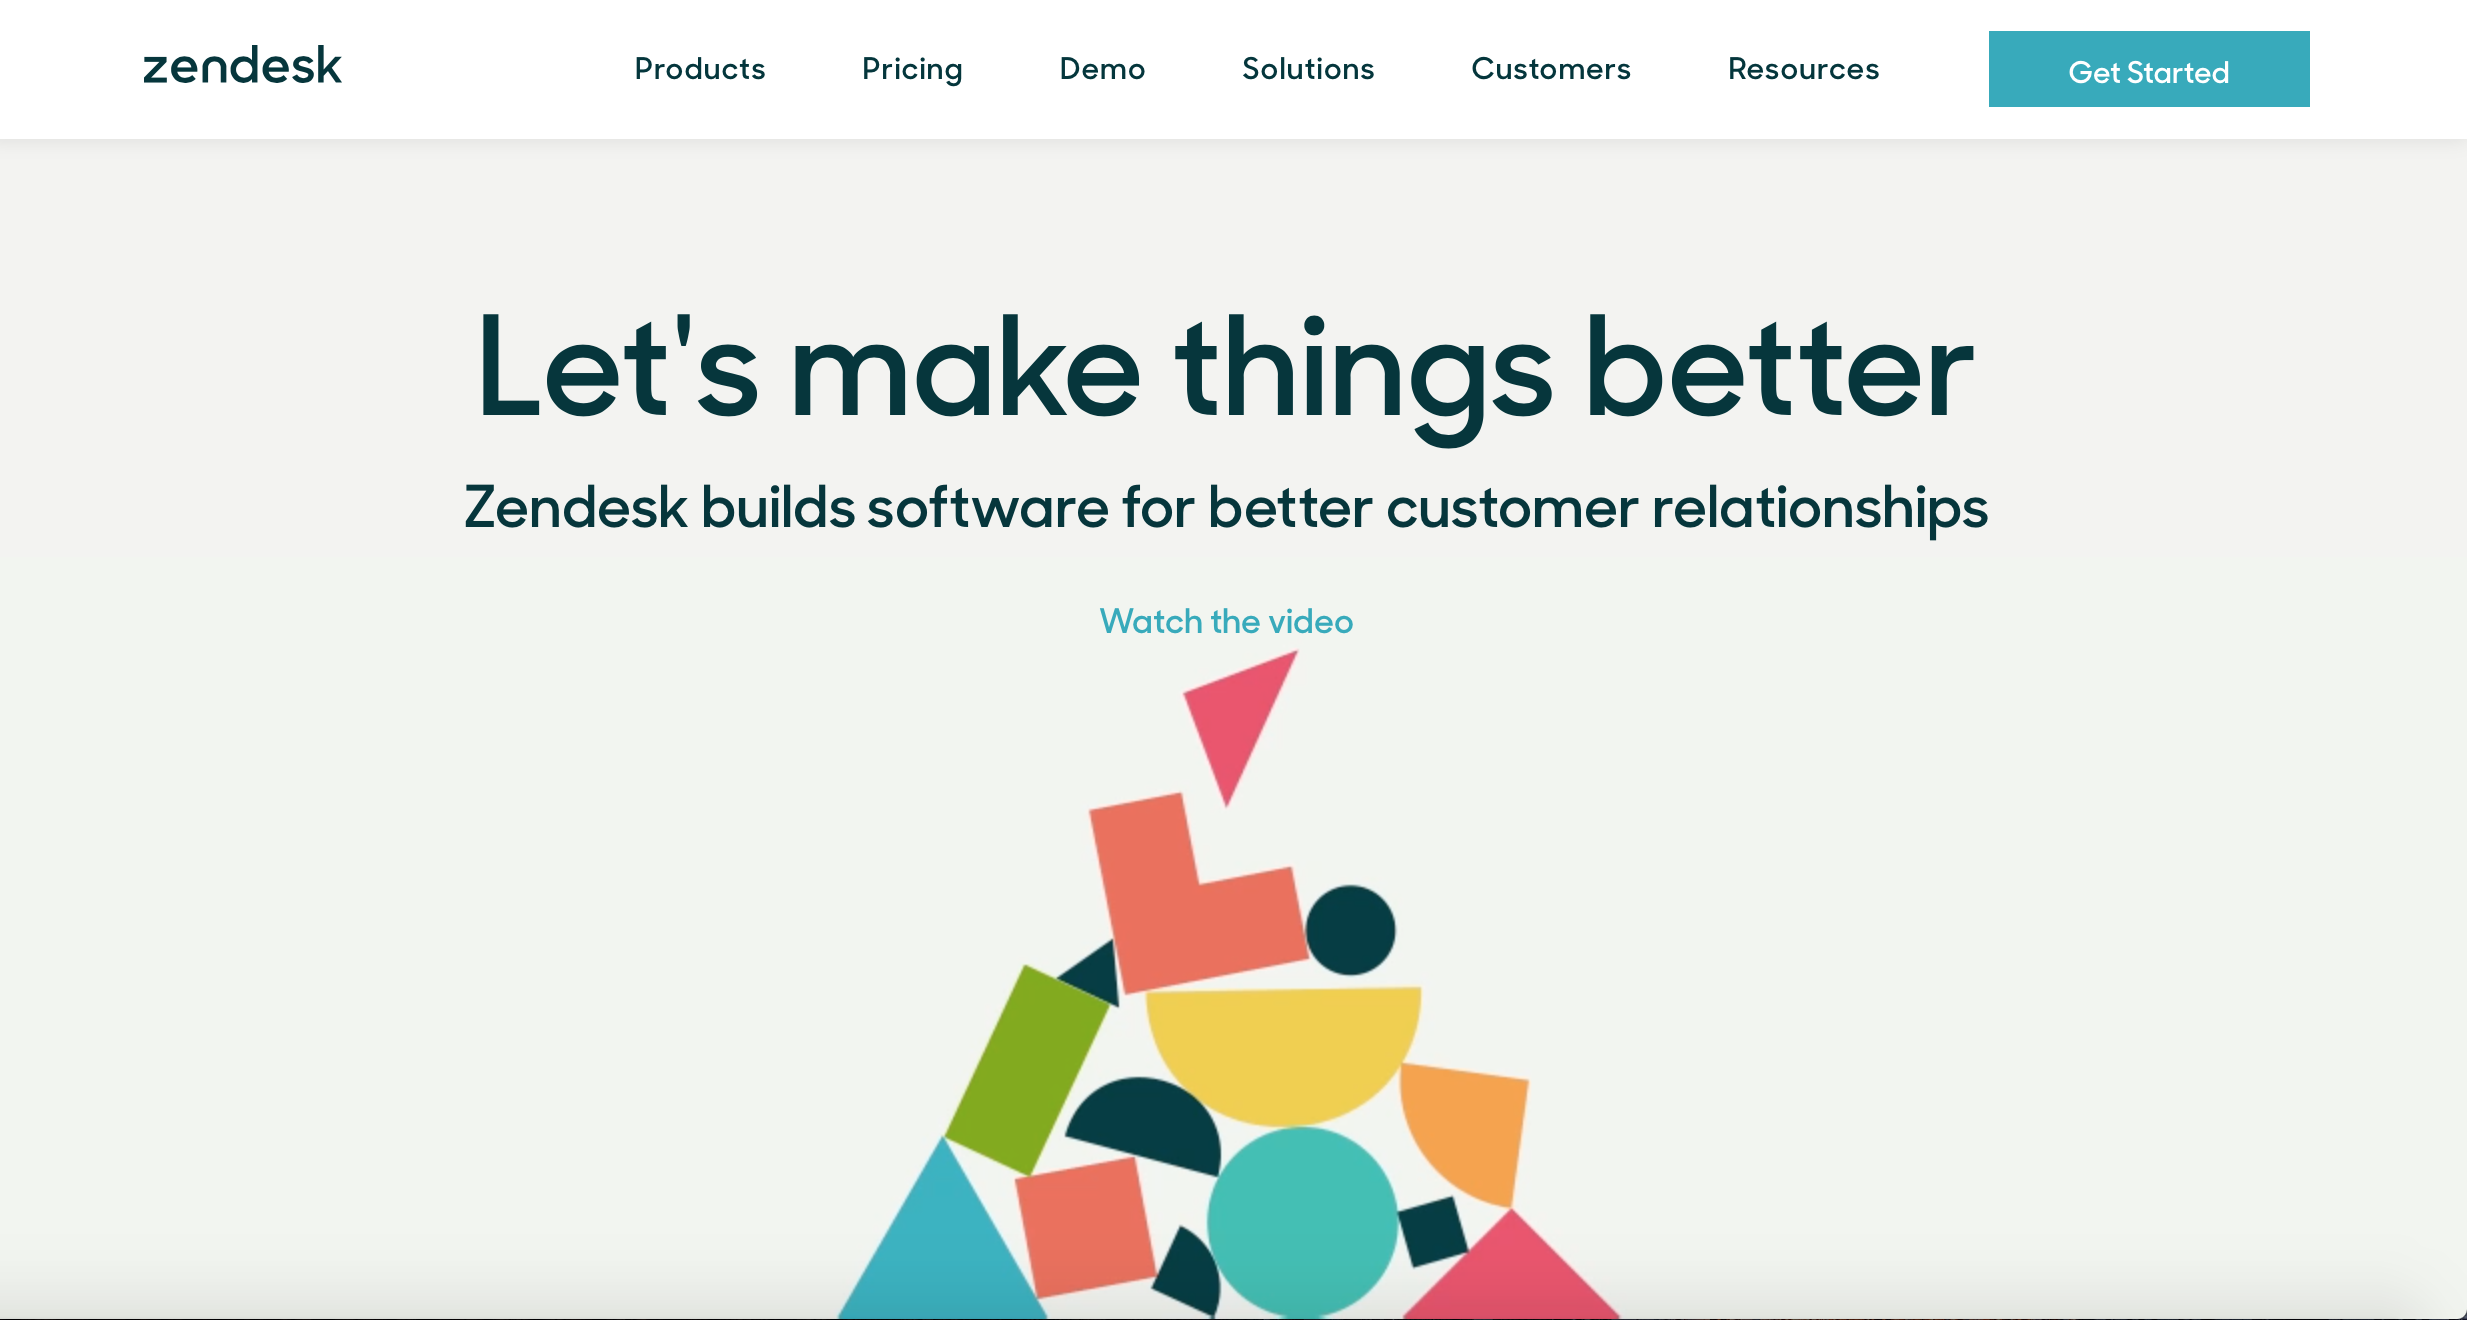 zendesk
Products Pricing Demo Solutions Customers Resources Get Started
Let's make things better
Zendesk builds software for better customer relationships
Watch the video